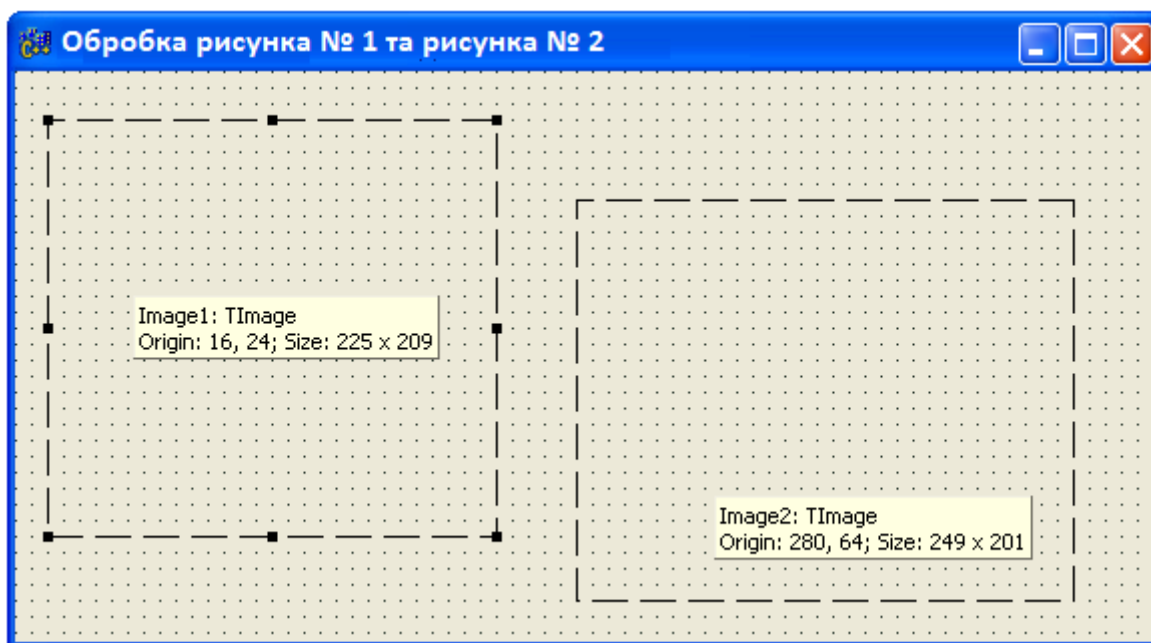 Обробка рисунка № 1 та рисунка № 2
Image1: TImage
Origin: 16, 24; Size: 225 x 209
Image2: TImage
Origin: 280, 64; Size: 249 x 201